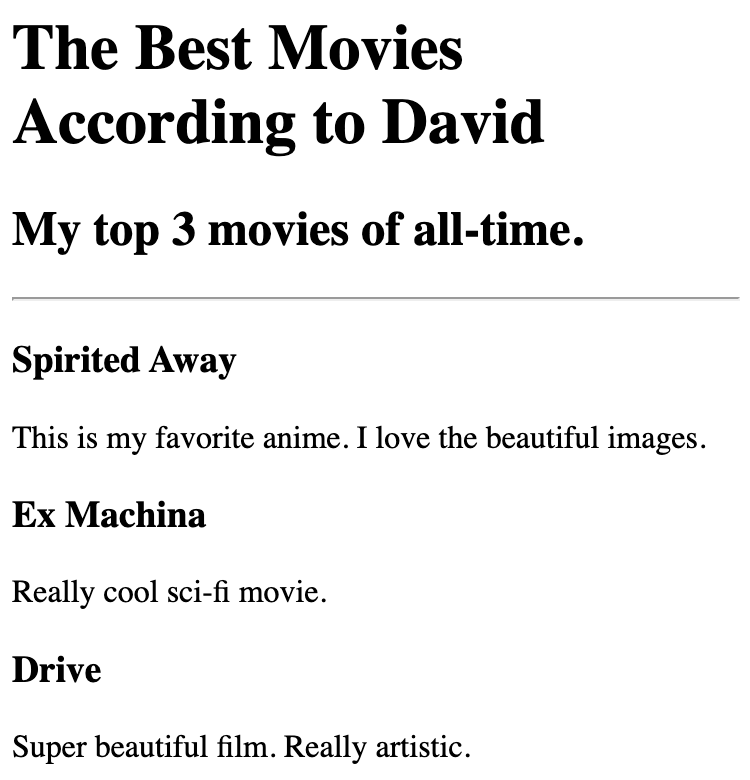 The Best Movies
According to David
My top 3 movies of all-time.
Spirited Away
This is my favorite anime. I love the beautiful images.
Ex Machina
Really cool sci-fi movie.
Drive
Super beautiful film. Really artistic.